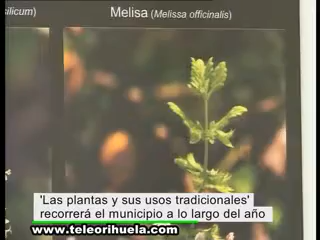 silicum)
Melisa (Melissa officinalis)
'Las plantas y sus usos tradicionales'
recorrerá el municipio a lo largo del año
www.teleorihuela.com